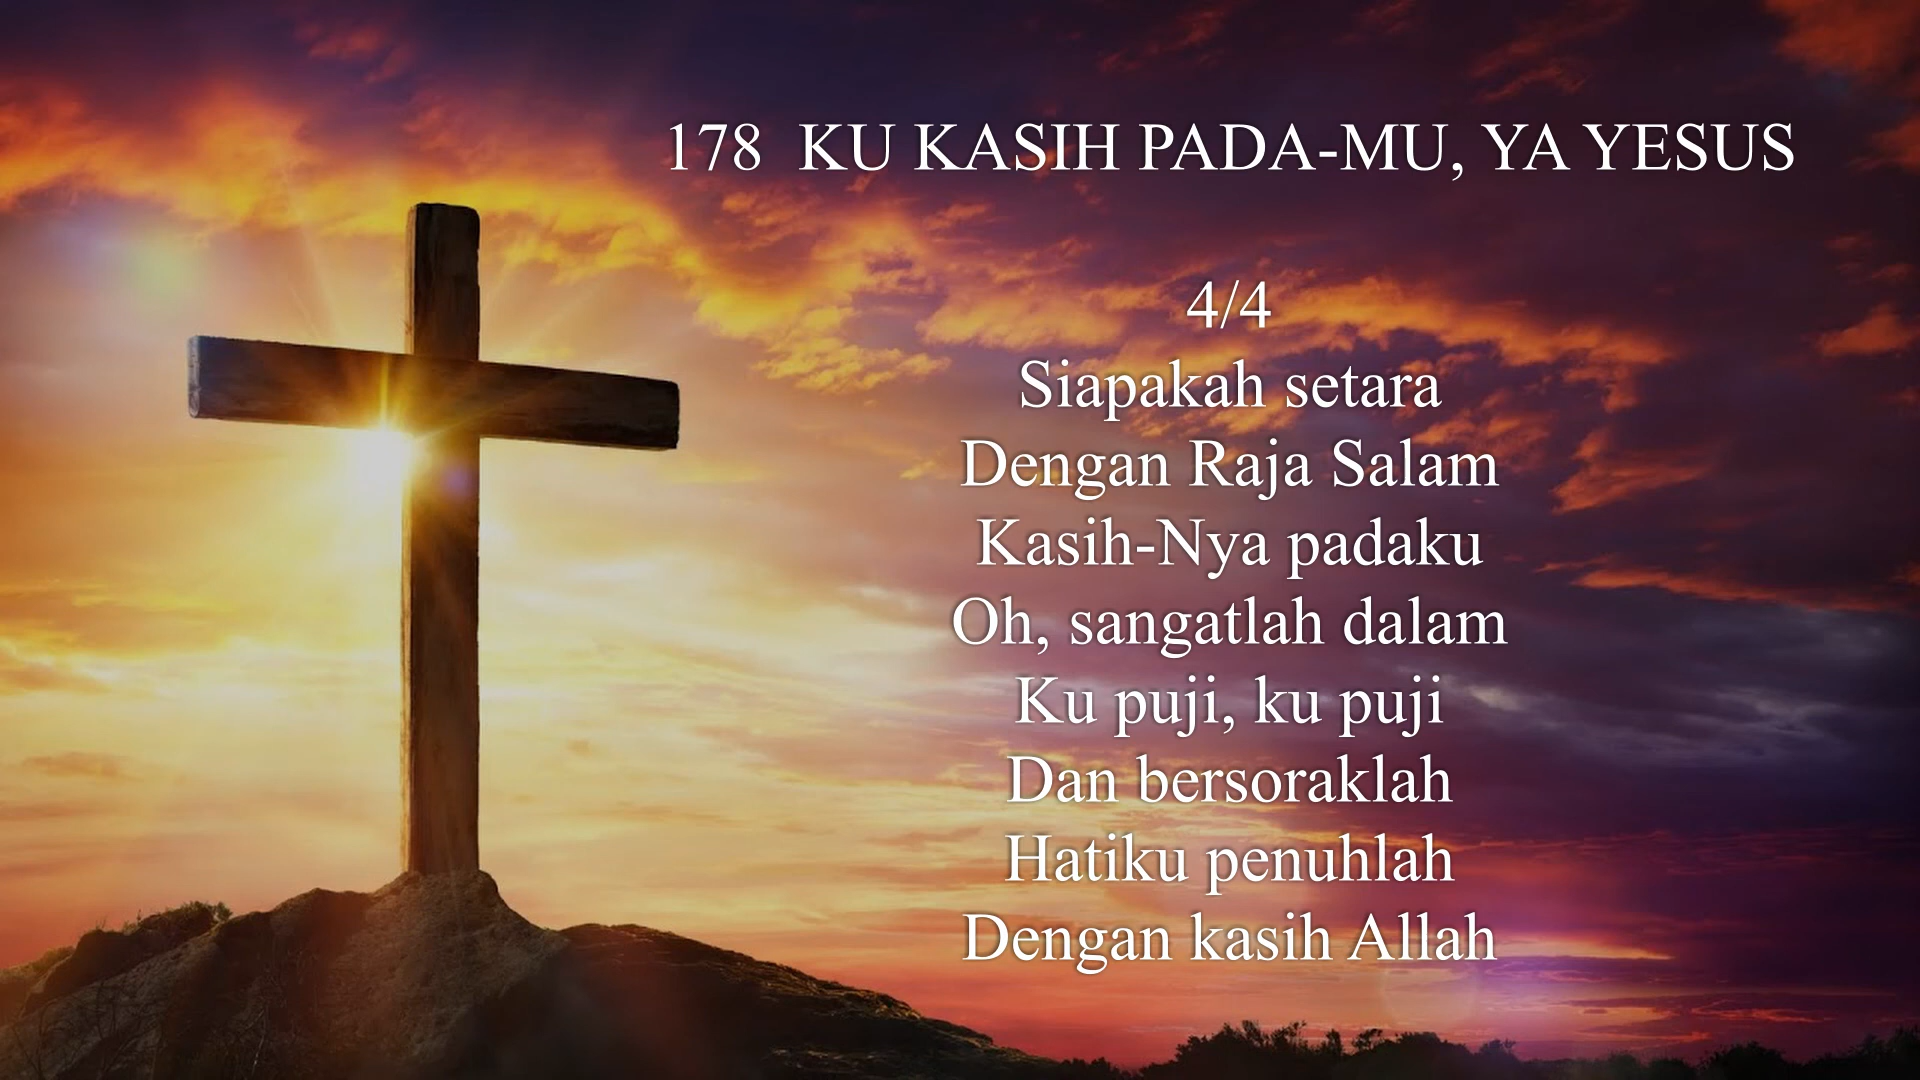 178  KU KASIH PADA-MU, YA YESUS
4/4
Siapakah setara
Dengan Raja Salam
Kasih-Nya padaku
Oh, sangatlah dalam
Ku puji, ku puji
Dan bersoraklah
Hatiku penuhlah
Dengan kasih Allah